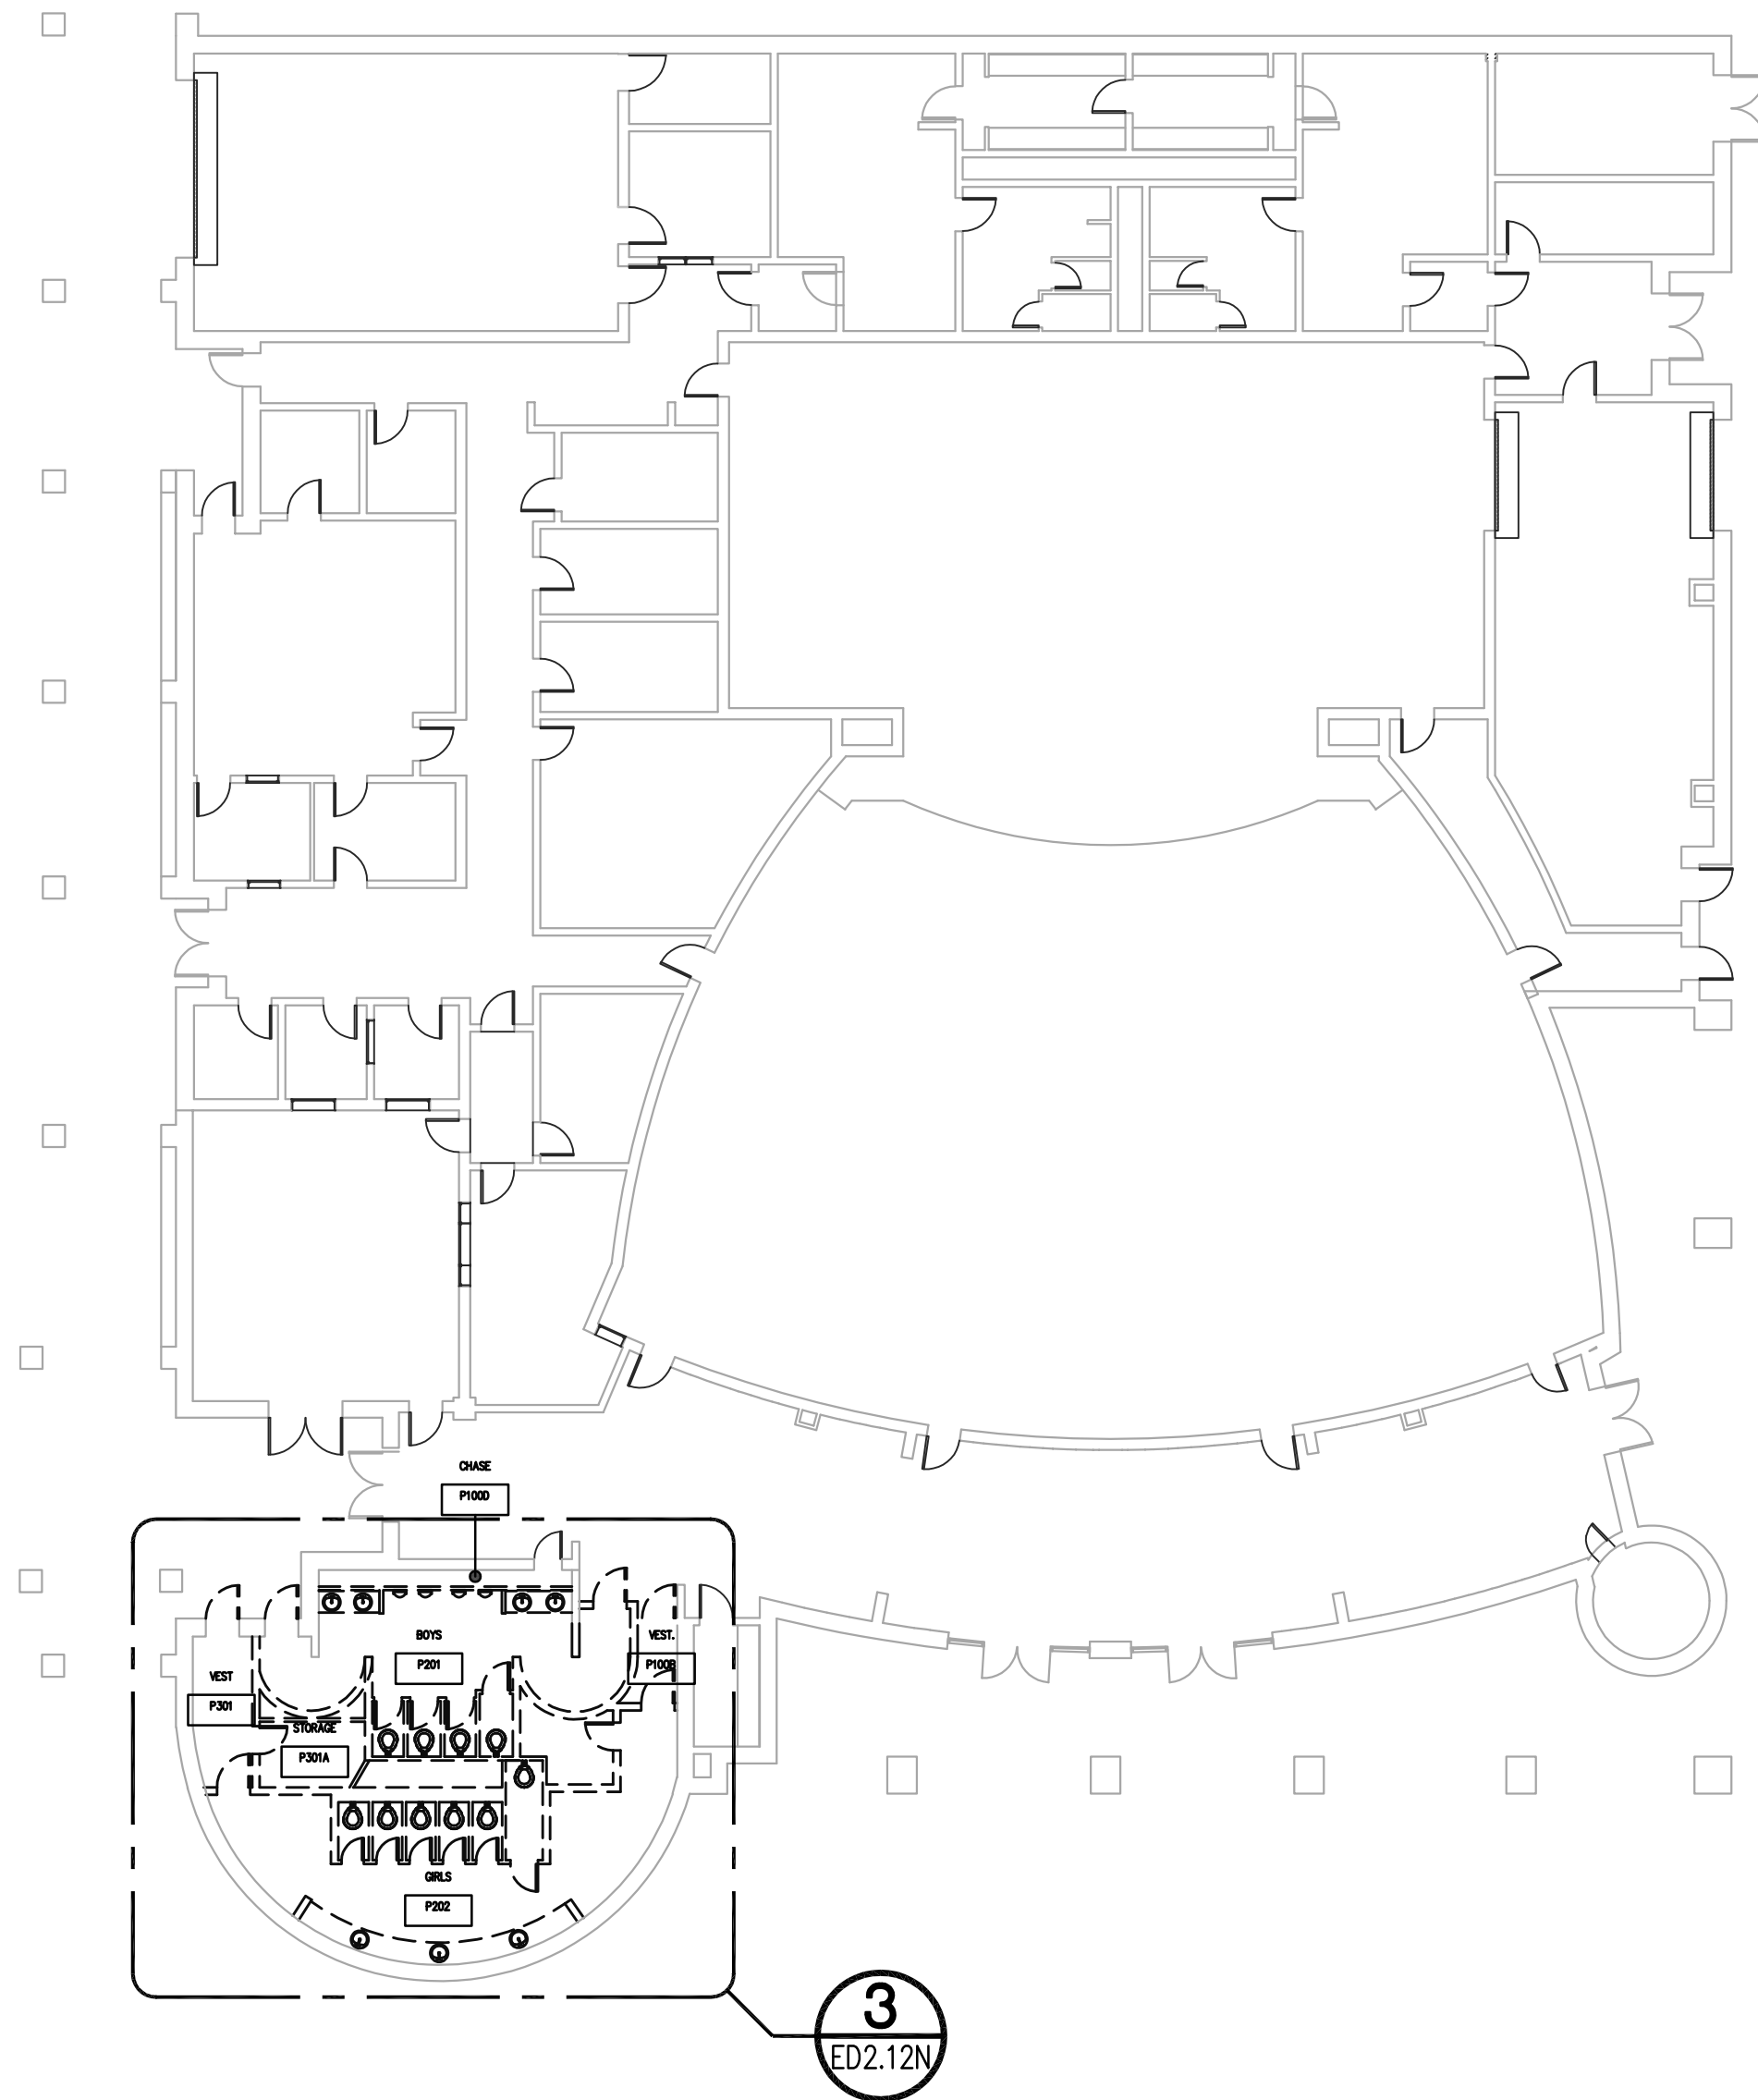 CHASE
P100D
BOYS
P201
VEST.
P100B
VEST
P301
STORAGE
P301A
GIRLS
P202
3
ED2.12N